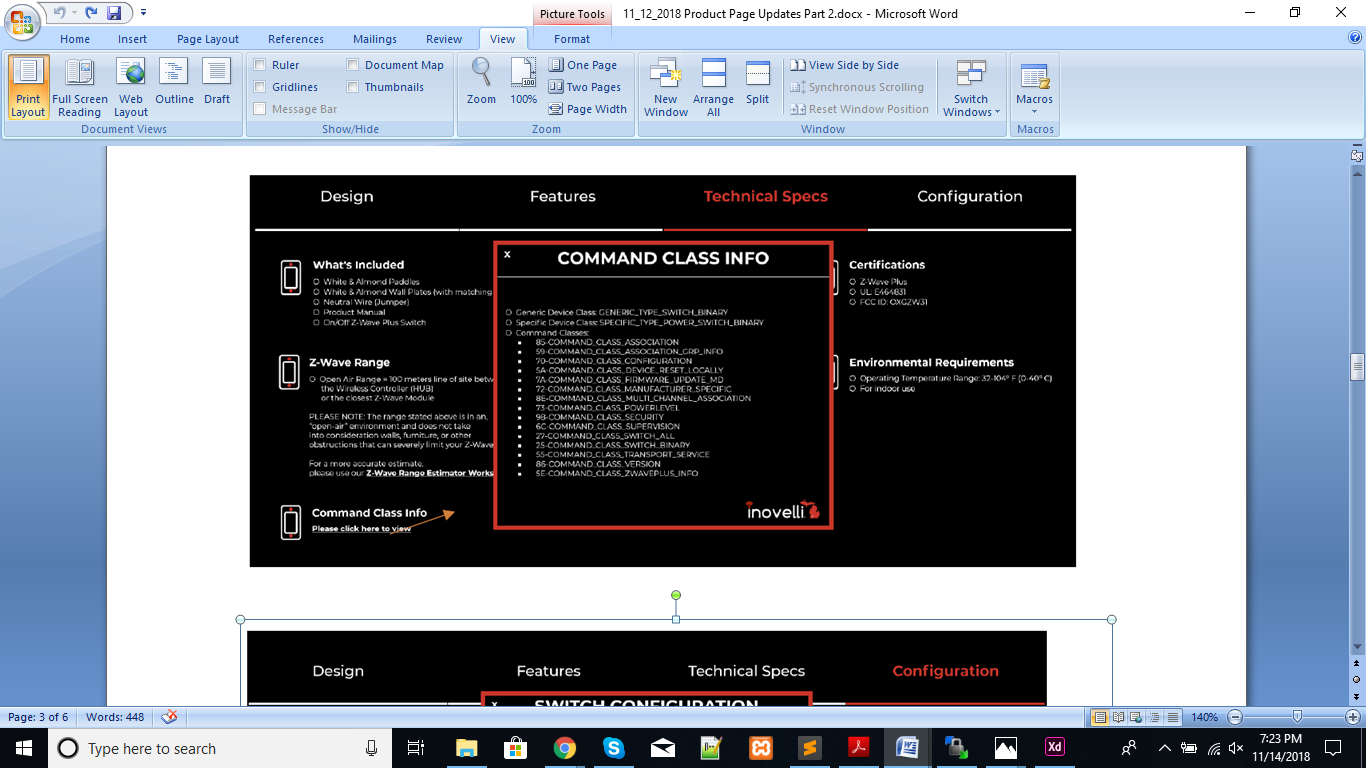 Picture Tools
11_12_2018 Product Page Updates Part 2.docx - Microsoft Word
Home Insert Page Layout References Mailings Review View Format
Print Layout
Full Screen Reading
Web Layout
Outline
Draft
Document Views
Ruler
Gridlines
Message Bar
Document Map
Thumbnails
Show/Hide
Zoom
100%
One Page
Two Pages
Page Width
Zoom
New Window
Arrange All
Split
View Side by Side
Synchronous Scrolling
Reset Window Position
Switch Windows
Window
Macros
Macros
Design Features Technical Specs Configuration
What's Included
White & Almond Paddles
White & Almond Wall Plates (with matching
Neutral Wire (Jumper)
Product Manual
On/Off Z-Wave Plus Switch
Z-Wave Range
Open Air Range = 100 meters line of site betw
the Wireless Controller (HUB)
or the closest Z-Wave Module
PLEASE NOTE: The range stated above is in an,
"open-air" environment and does not take
into consideration walls, furniture, or other
obstructions that can severely limit your Z-Wave
For a more accurate estimate,
please use our Z-Wave Range Estimator Works
Command Class Info
Please click here to view
x
COMMAND CLASS INFO
Generic Device Class: GENERIC_TYPE_SWITCH_BINARY
Specific Device Class: SPECIFIC_TYPE_POWER_SWITCH_BINARY
Command Classes:
85-COMMAND_CLASS_ASSOCIATION
59-COMMAND_CLASS_ASSOCIATION_GRP_INFO
70-COMMAND_CLASS_CONFIGURATION
5A-COMMAND_CLASS_DEVICE_RESET_LOCALLY
7A-COMMAND_CLASS_FIRMWARE_UPDATE_MD
72-COMMAND_CLASS_MANUFACTURER_SPECIFIC
8E-COMMAND_CLASS_MULTI_CHANNEL_ASSOCIATION
73-COMMAND_CLASS_POWERLEVEL
98-COMMAND_CLASS_SECURITY
6C-COMMAND_CLASS_SUPERVISION
27-COMMAND_CLASS_SWITCH_ALL
25-COMMAND_CLASS_SWITCH_BINARY
55-COMMAND_CLASS_TRANSPORT_SERVICE
86-COMMAND_CLASS_VERSION
5E-COMMAND_CLASS_ZWAVEPLUS_INFO
inovelli
Certifications
Z-Wave Plus
UL: E464831
FCC ID: OXGZW31
Environmental Requirements
Operating Temperature Range: 32-104° F (0-40° C)
For indoor use
Design Features Technical Specs Configuration
x
SWITCH CONFIGURATION
Page: 3 of 6 Words: 448
140%
Type here to search
Xd
7:23 PM
11/14/2018